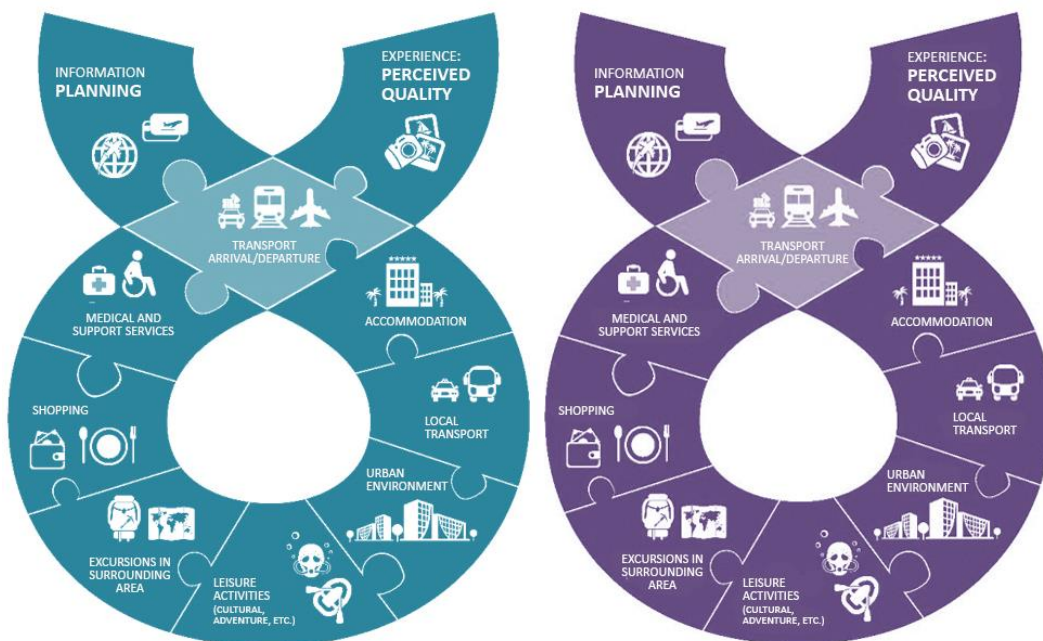 INFORMATION
PLANNING
EXPERIENCE:
PERCEIVED
QUALITY
TRANSPORT
ARRIVAL/DEPARTURE
MEDICAL AND
SUPPORT SERVICES
ACCOMMODATION
SHOPPING
LOCAL
TRANSPORT
URBAN
ENVIRONMENT
EXCURSIONS IN
SURROUNDING
AREA
LEISURE
ACTIVITIES
(CULTURAL,
ADVENTURE, ETC.)
INFORMATION
PLANNING
EXPERIENCE:
PERCEIVED
QUALITY
TRANSPORT
ARRIVAL/DEPARTURE
MEDICAL AND
SUPPORT SERVICES
ACCOMMODATION
SHOPPING
LOCAL
TRANSPORT
URBAN
ENVIRONMENT
EXCURSIONS IN
SURROUNDING
AREA
LEISURE
ACTIVITIES
(CULTURAL,
ADVENTURE, ETC.)